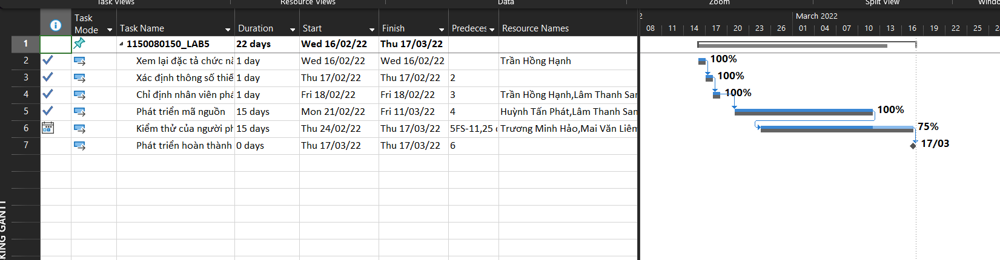 Task Views Resource Views Data Zoom Split View
Task Mode Task Name Duration Start Finish Predeces Resource Names
March 2022
08 11 14 17 20 23 26 01 04 07 10 13 16 19 22 25
1 1150080150_LAB5 22 days Wed 16/02/22 Thu 17/03/22
2 Xem lại đặc tả chức 1 day Wed 16/02/22 Wed 16/02/22 Trần Hồng Hạnh 100%
3 Xác định thông số thiế 1 day Thu 17/02/22 Thu 17/02/22 2 100%
4 Chỉ định nhân viên phá 1 day Fri 18/02/22 Fri 18/02/22 3 Trần Hồng Hạnh,Lâm Thanh San 100%
5 Phát triển mã nguồn 15 days Mon 21/02/22 Fri 11/03/22 4 Huỳnh Tấn Phát,Lâm Thanh San 100%
6 Kiểm thử của người ph 15 days Thu 24/02/22 Thu 17/03/22 5FS-11,25 Trương Minh Hảo,Mai Văn Liêm 75%
7 Phát triển hoàn thành 0 days Thu 17/03/22 Thu 17/03/22 6 17/03
KING GANTT